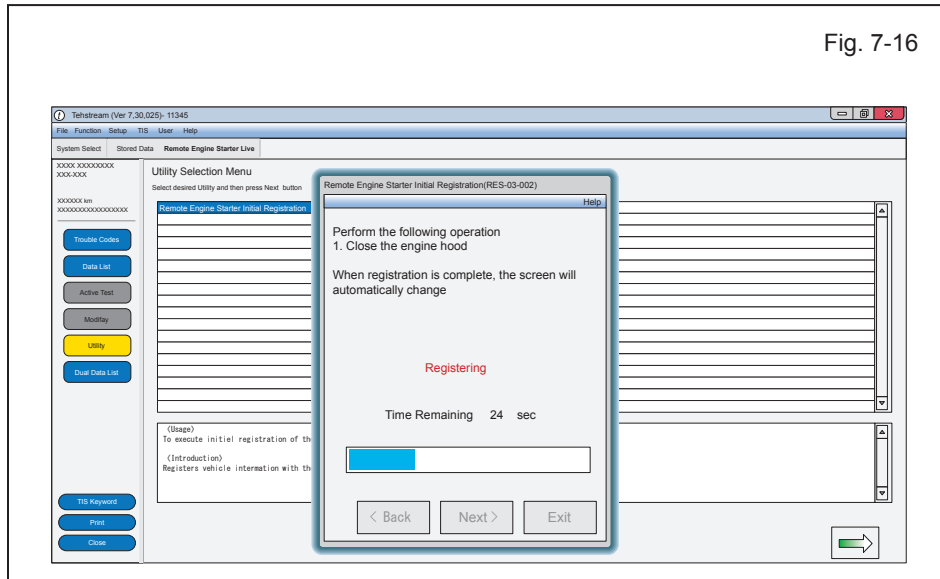 Fig. 7-16
Tehstream (Ver 7,30,025)- 11345
File Function Setup TIS User Help
System Select Stored Data Remote Engine Starter Live
XXXX XXXXXXXX
XXX-XXX
XXXXXX km
XXXXXXXXXXXXXXXX
Trouble Codes
Data List
Active Test
Modifay
Utility
Dual Data List
TIS Keyword
Print
Close
Utility Selection Menu
Select desired Utility and then press Next button
Remote Engine Starter Initial Registration
(Usage)
To execute initiel registration of th
(Introduction)
Registers vehicle intermation with th
Remote Engine Starter Initial Registration(RES-03-002)
Help
Perform the following operation
1. Close the engine hood
When registration is complete, the screen will
automatically change
Registering
Time Remaining 24 sec
< Back Next > Exit